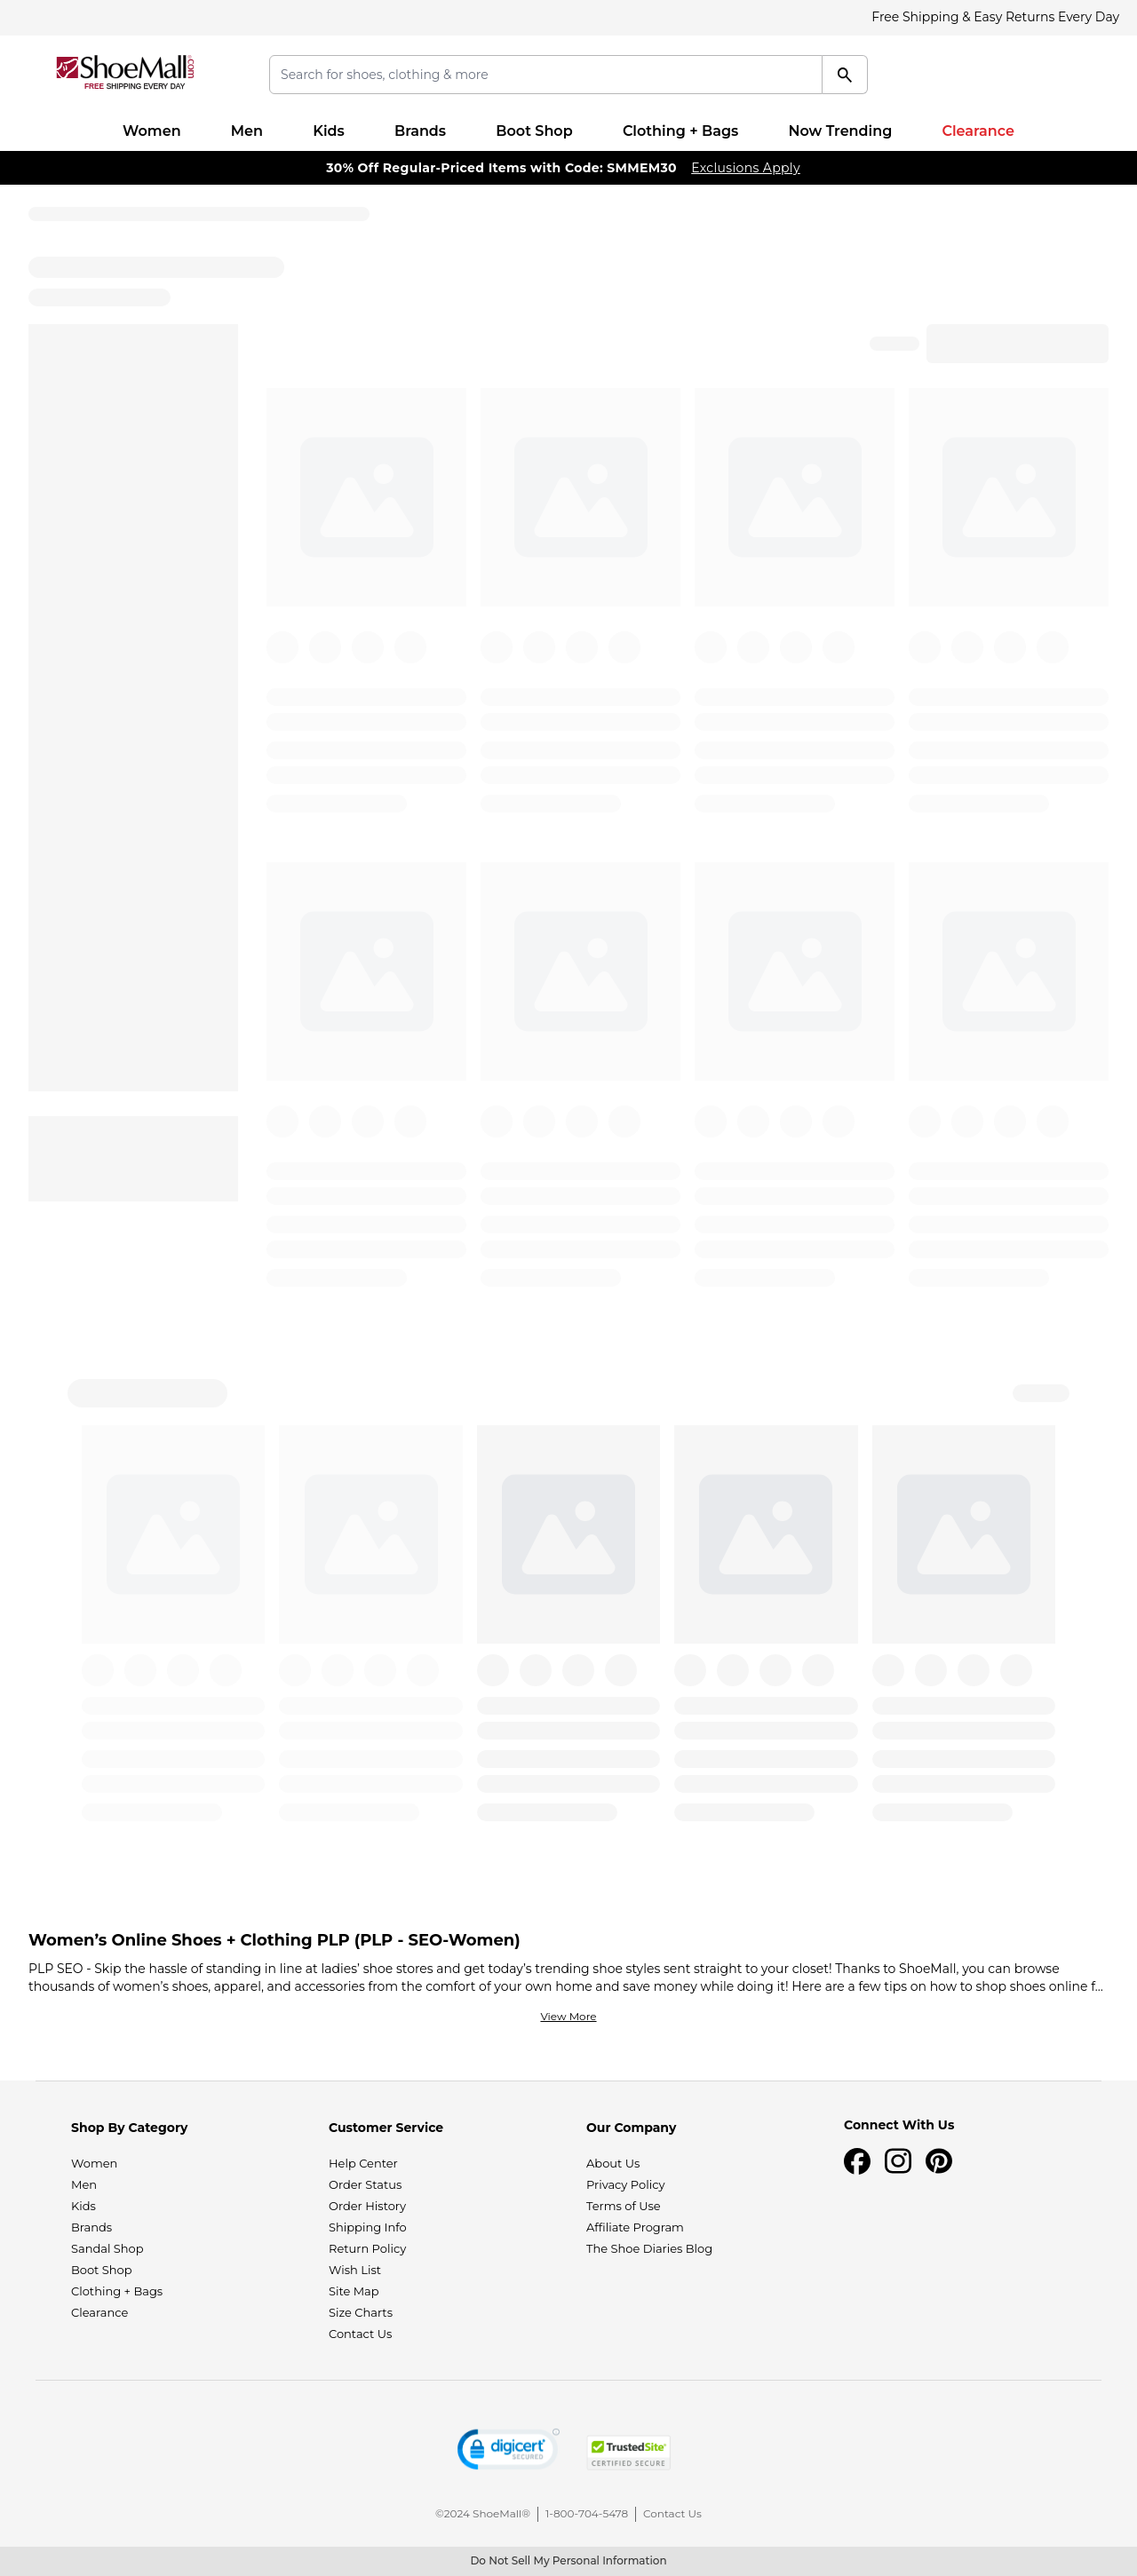 Free Shipping & Easy Returns Every Day
ShoeMall.com
FREE SHIPPING EVERY DAY
Search for shoes, clothing & more
Women Men Kids Brands Boot Shop Clothing + Bags Now Trending Clearance
30% Off Regular-Priced Items with Code: SMMEM30 Exclusions Apply
Women’s Online Shoes + Clothing PLP (PLP - SEO-Women)
PLP SEO - Skip the hassle of standing in line at ladies’ shoe stores and get today’s trending shoe styles sent straight to your closet! Thanks to ShoeMall, you can browse
thousands of women’s shoes, apparel, and accessories from the comfort of your own home and save money while doing it! Here are a few tips on how to shop shoes online f...
View More
Shop By Category
Women
Men
Kids
Brands
Sandal Shop
Boot Shop
Clothing + Bags
Clearance
Customer Service
Help Center
Order Status
Order History
Shipping Info
Return Policy
Wish List
Site Map
Size Charts
Contact Us
Our Company
About Us
Privacy Policy
Terms of Use
Affiliate Program
The Shoe Diaries Blog
Connect With Us
digicert
SECURED
TrustedSite
CERTIFIED SECURE
©2024 ShoeMall® 1-800-704-5478 Contact Us
Do Not Sell My Personal Information